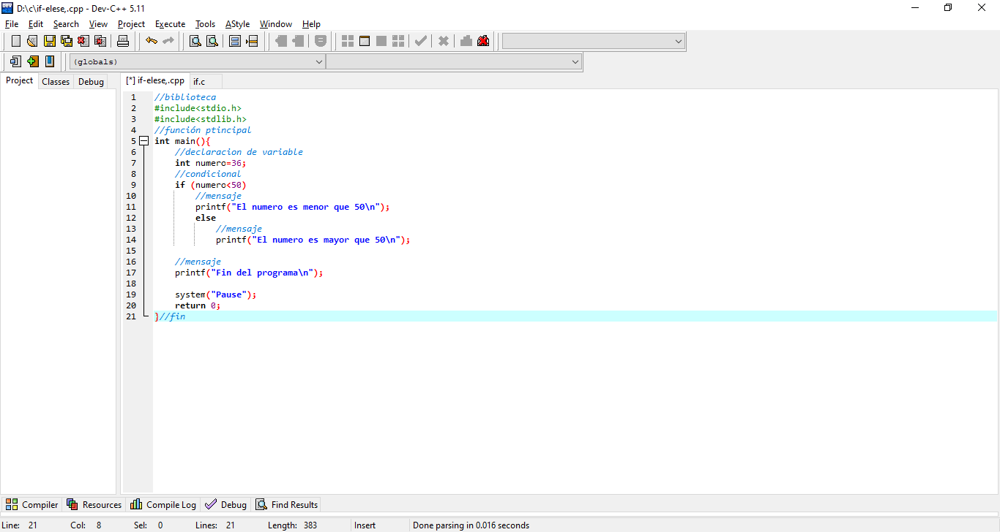 D:\c\if-elese,.cpp - Dev-C++ 5.11
File Edit Search View Project Execute Tools AStyle Window Help
(globals)
Project Classes Debug [*] if-elese,.cpp if.c
1 //biblioteca
2 #include<stdio.h>
3 #include<stdlib.h>
4 //función ptincipal
5 int main(){
6 //declaracion de variable
7 int numero=36;
8 //condicional
9 if (numero<50)
10 //mensaje
11 printf("El numero es menor que 50\n");
12 else
13 //mensaje
14 printf("El numero es mayor que 50\n");
15
16 //mensaje
17 printf("Fin del programa\n");
18
19 system("Pause");
20 return 0;
21 }//fin
Compiler Resources Compile Log Debug Find Results
Line: 21 Col: 8 Sel: 0 Lines: 21 Length: 383 Insert Done parsing in 0.016 seconds